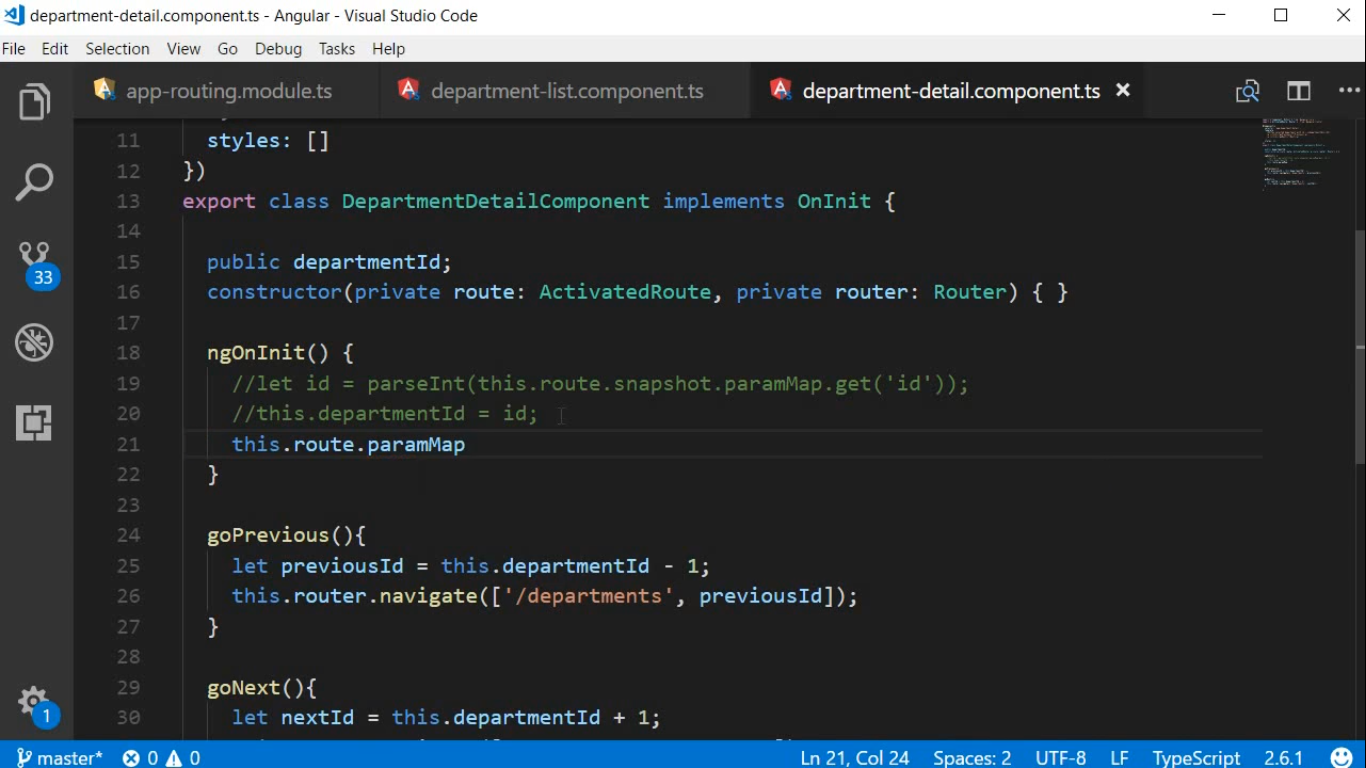 department-detail.component.ts - Angular - Visual Studio Code
File Edit Selection View Go Debug Tasks Help
app-routing.module.ts department-list.component.ts department-detail.component.ts
11 styles: []
12 })
13 export class DepartmentDetailComponent implements OnInit {
14
15 public departmentId;
16 constructor(private route: ActivatedRoute, private router: Router) { }
17
18 ngOnInit() {
19 //let id = parseInt(this.route.snapshot.paramMap.get('id'));
20 //this.departmentId = id;
21 this.route.paramMap
22 }
23
24 goPrevious(){
25 let previousId = this.departmentId - 1;
26 this.router.navigate(['/departments', previousId]);
27 }
28
29 goNext(){
30 let nextId = this.departmentId + 1;
33
1
master* 0 0 Ln 21, Col 24 Spaces: 2 UTF-8 LF TypeScript 2.6.1